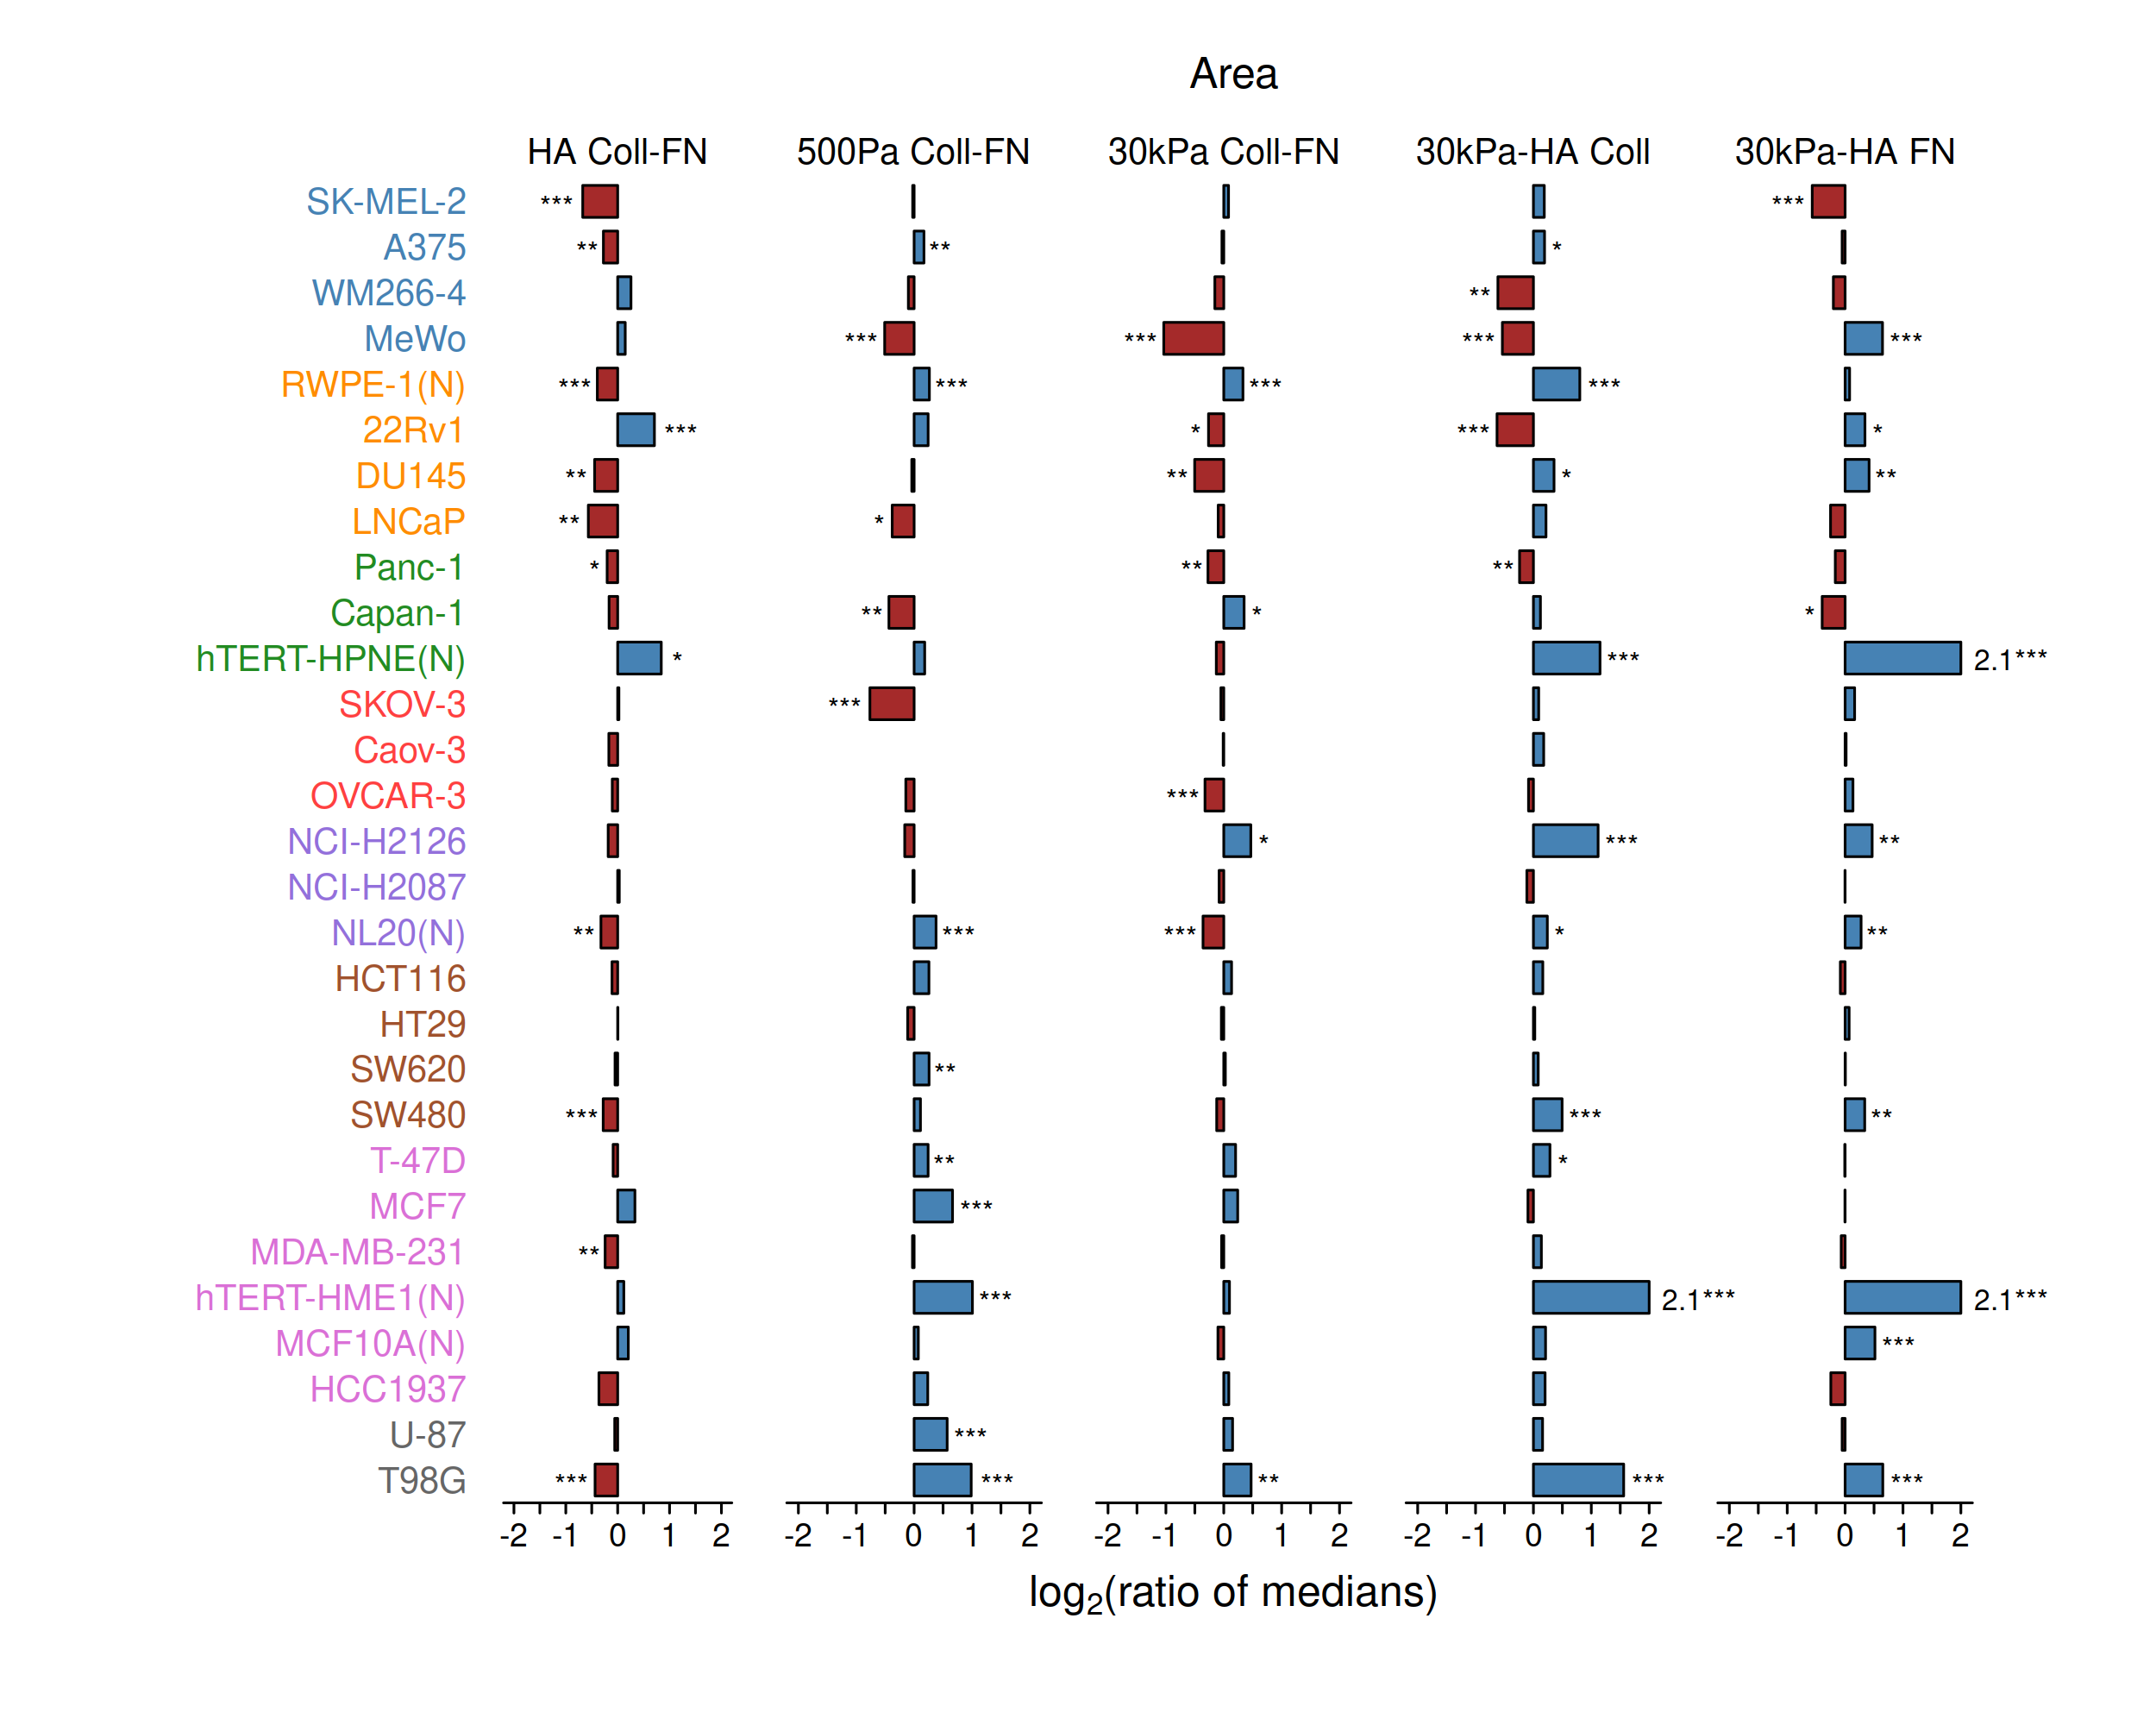 Area
HA Coll-FN 500Pa Coll-FN 30kPa Coll-FN 30kPa-HA Coll 30kPa-HA FN
SK-MEL-2 *** ***
A375 ** ** *
WM266-4 **
MeWo *** *** *** ***
RWPE-1(N) *** *** *** ***
22Rv1 *** * *** *
DU145 ** ** * **
LNCaP ** *
Panc-1 * ** **
Capan-1 ** * *
hTERT-HPNE(N) * *** 2.1***
SKOV-3 ***
Caov-3
OVCAR-3 ***
NCI-H2126 * *** **
NCI-H2087
NL20(N) ** *** *** * **
HCT116
HT29
SW620 **
SW480 *** *** **
T-47D ** *
MCF7 ***
MDA-MB-231 **
hTERT-HME1(N) *** 2.1*** 2.1***
MCF10A(N) ***
HCC1937
U-87 ***
T98G *** *** ** *** ***
-2 -1 0 1 2 -2 -1 0 1 2 -2 -1 0 1 2 -2 -1 0 1 2 -2 -1 0 1 2
log₂(ratio of medians)